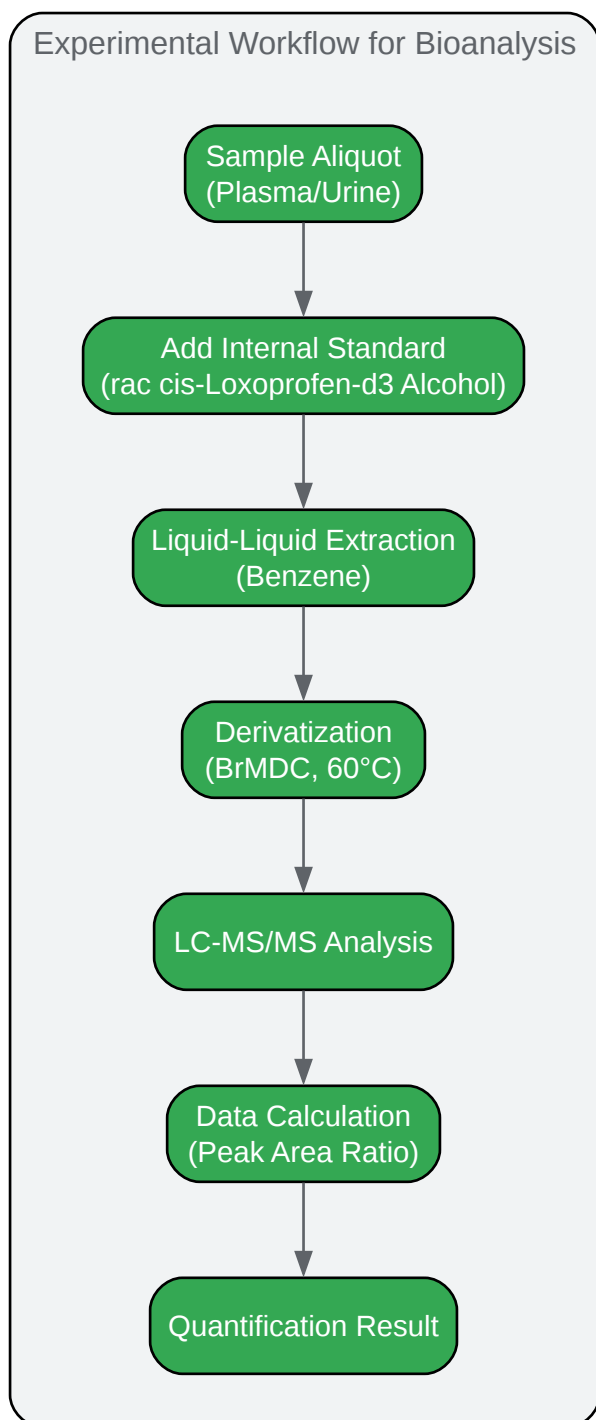 Experimental Workflow for Bioanalysis
Sample Aliquot
(Plasma/Urine)
Add Internal Standard
(rac cis-Loxoprofen-d3 Alcohol)
Liquid-Liquid Extraction
(Benzene)
Derivatization
(BrMDC, 60°C)
LC-MS/MS Analysis
Data Calculation
(Peak Area Ratio)
Quantification Result